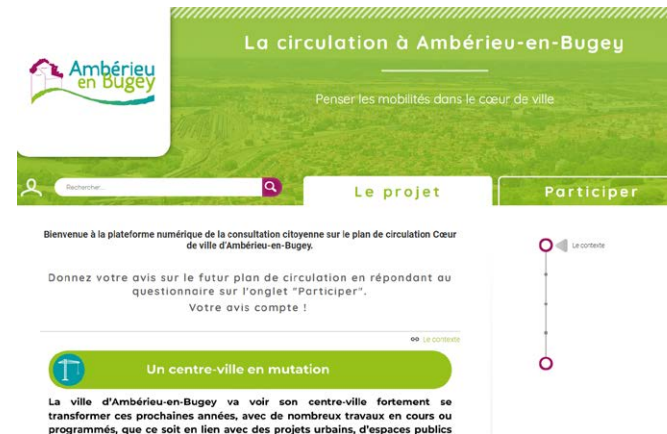 La circulation à Ambérieu-en-Bugey
Ambérieu
en Bugey
Penser les mobilités dans le cœur de ville
Rechercher...
Le projet
Participer
Bienvenue à la plateforme numérique de la consultation citoyenne sur le plan de circulation Cœur
de ville d'Ambérieu-en-Bugey.
Le contexte
Donnez votre avis sur le futur plan de circulation en répondant au
questionnaire sur l'onglet "Participer".
Votre avis compte !
Le contexte
Un centre-ville en mutation
La ville d'Ambérieu-en-Bugey va voir son centre-ville fortement se
transformer ces prochaines années, avec de nombreux travaux en cours ou
programmés, que ce soit en lien avec des projets urbains, d'espaces publics